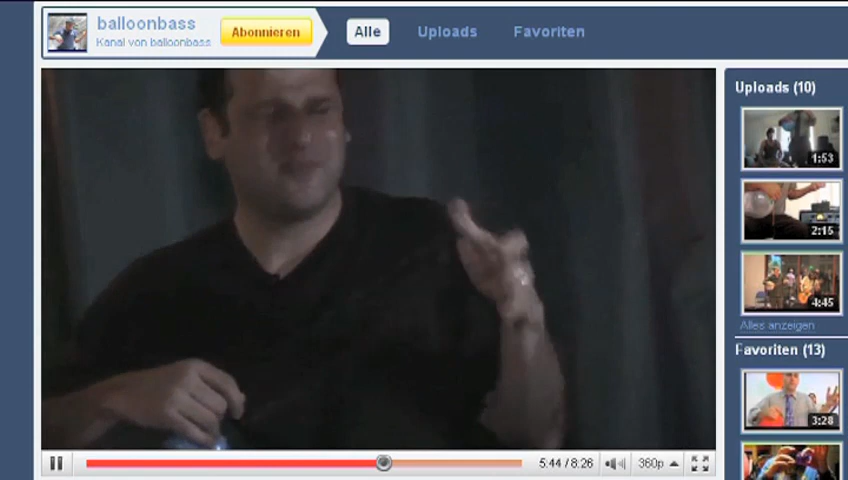 balloonbass
Kanal von balloonbass
Abonnieren
Alle
Uploads
Favoriten
Uploads (10)
1:53
2:15
4:45
Alles anzeigen
Favoriten (13)
3:28
5:44 / 8:26
360p